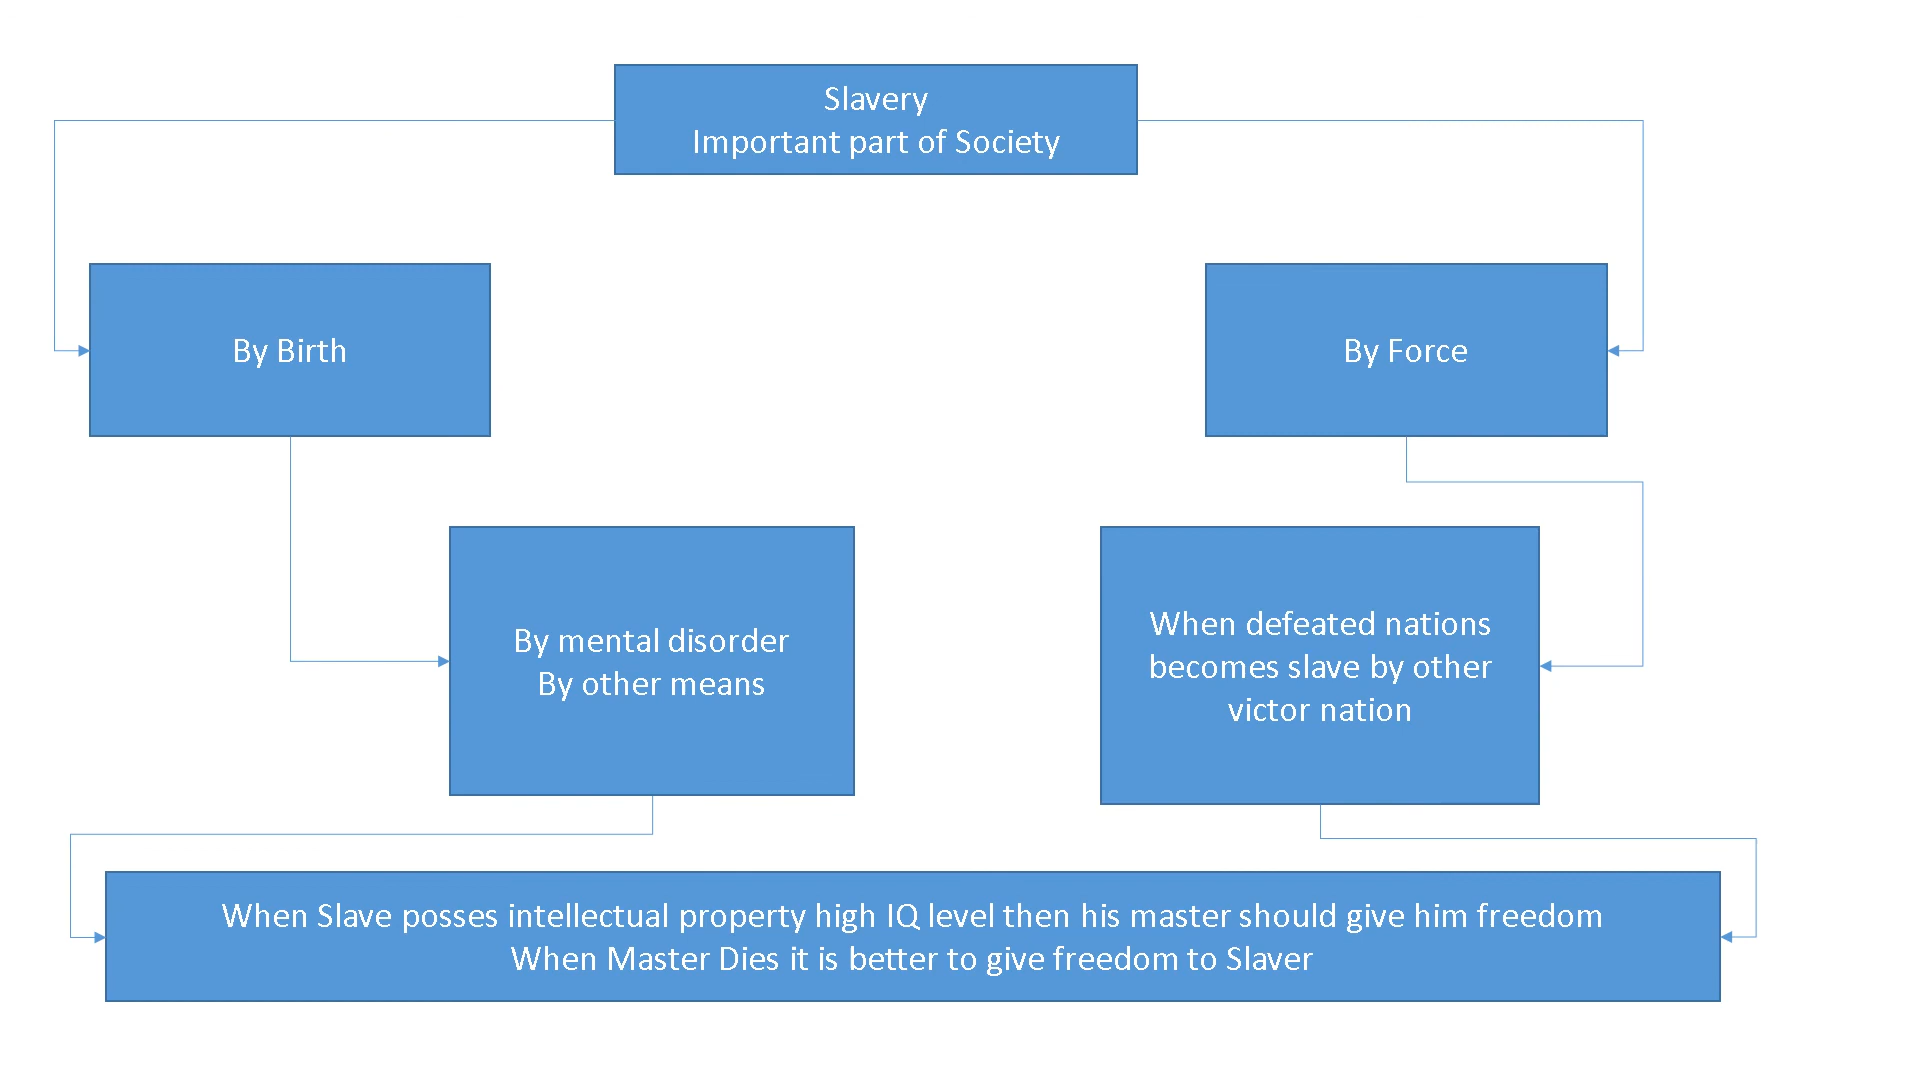 Slavery
Important part of Society
By Birth
By Force
By mental disorder
By other means
When defeated nations
becomes slave by other
victor nation
When Slave posses intellectual property high IQ level then his master should give him freedom
When Master Dies it is better to give freedom to Slaver